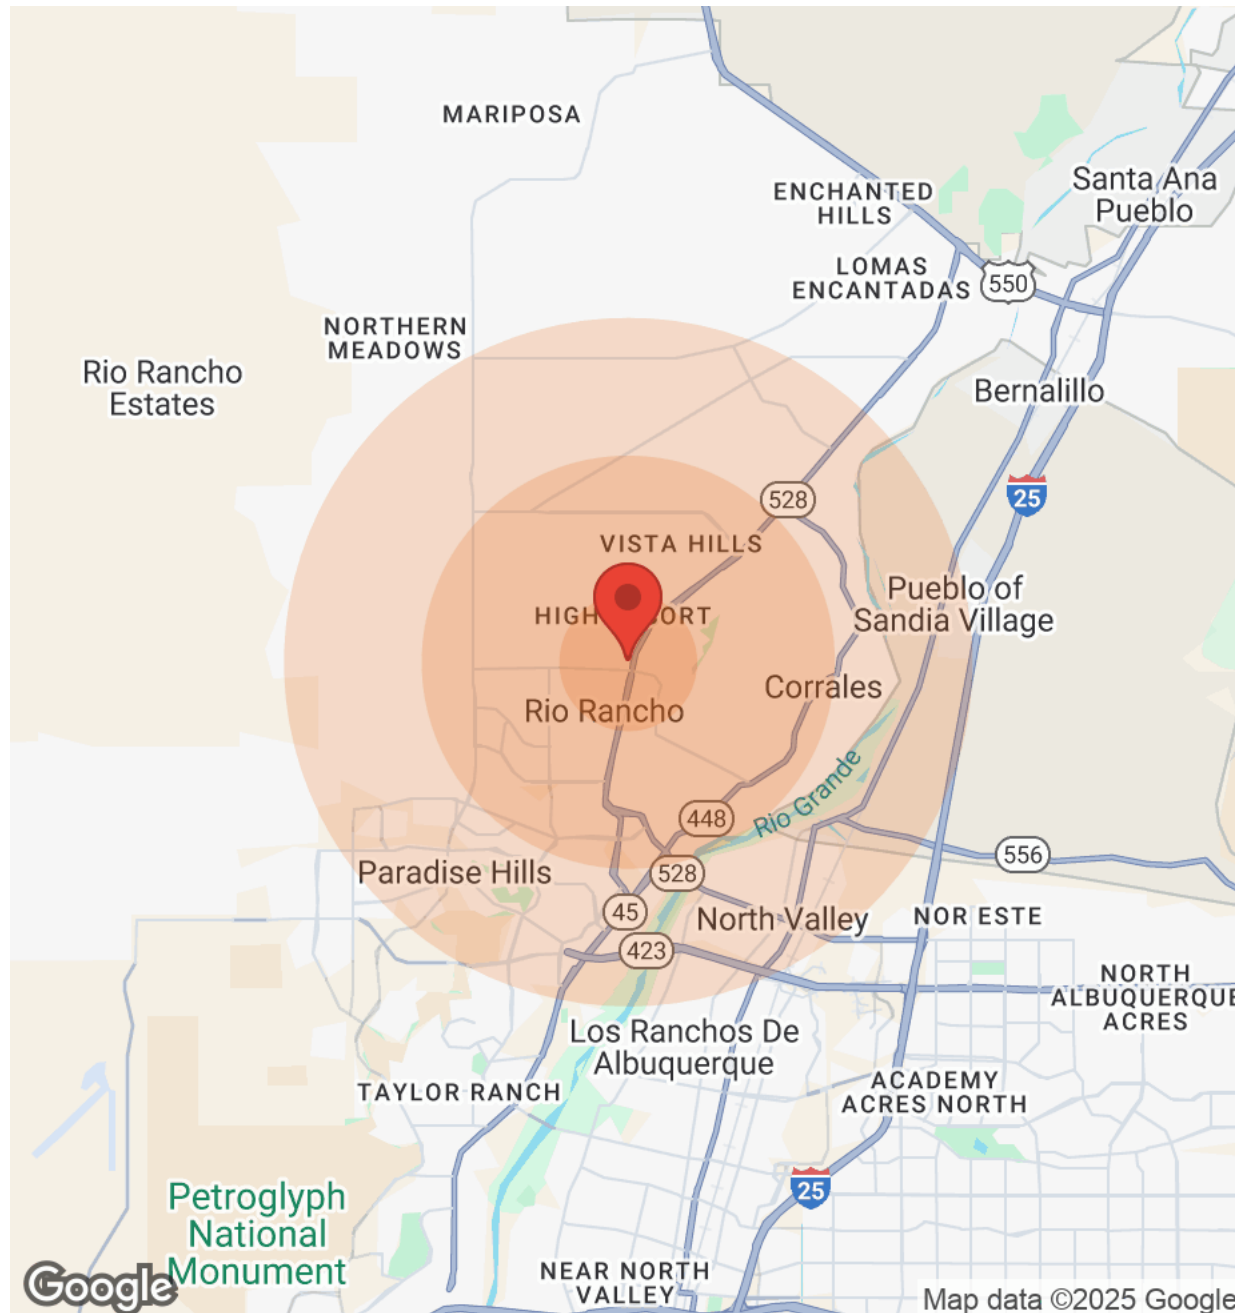 MARIPOSA
ENCHANTED
HILLS
Santa Ana
Pueblo
LOMAS
ENCANTADAS
550
NORTHERN
MEADOWS
Rio Rancho
Estates
Bernalillo
528
25
VISTA HILLS
Pueblo of
Sandia Village
HIGH
ORT
Corrales
Rio Rancho
Rio Grande
448
556
Paradise Hills
528
45
North Valley
NOR ESTE
423
NORTH
ALBUQUERQUE
ACRES
Los Ranchos De
Albuquerque
TAYLOR RANCH
ACADEMY
ACRES NORTH
25
Petroglyph
National
Monument
NEAR NORTH
VALLEY
Google
Map data ©2025 Google